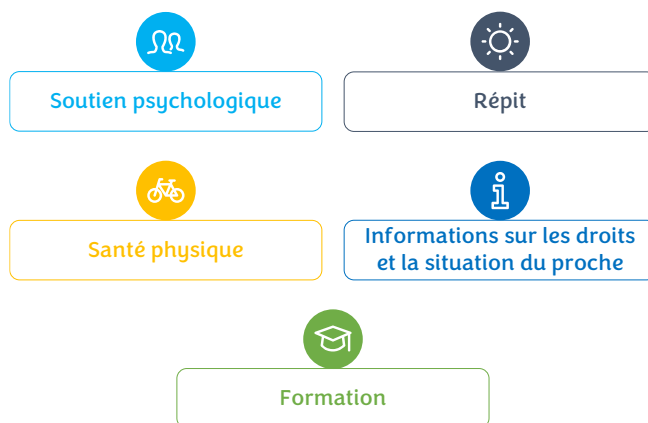 Soutien psychologique
Répit
Santé physique
Informations sur les droits
et la situation du proche
Formation